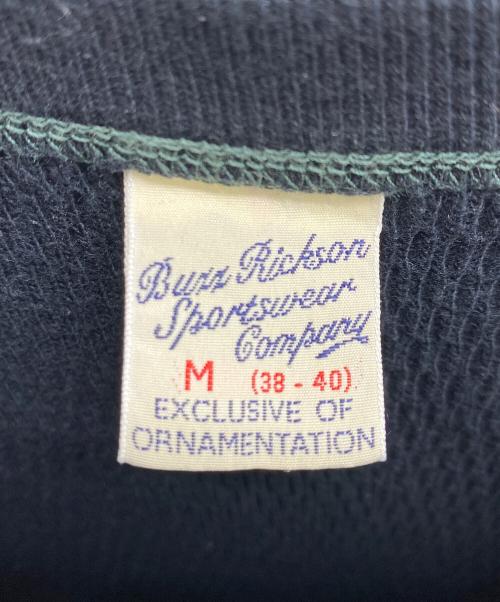 Buzz Rickson
Sportswear
Company
M (38 - 40)
EXCLUSIVE OF
ORNAMENTATION